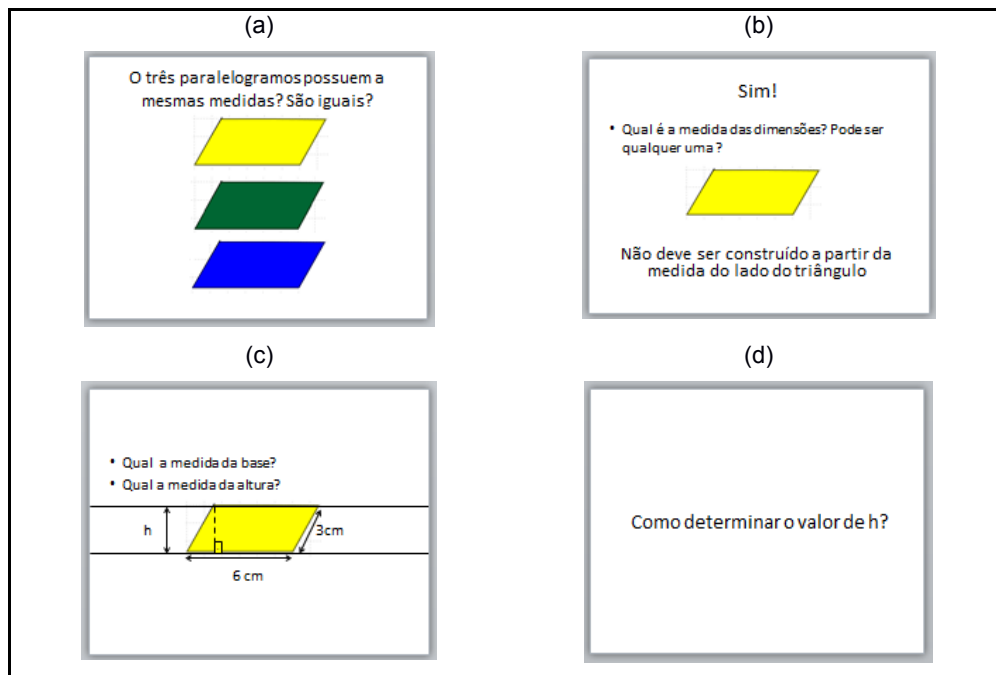 (a)
O três paralelogramos possuem a
mesmas medidas? São iguais?
(b)
Sim!
• Qual é a medida das dimensões? Pode ser
qualquer uma?
Não deve ser construído a partir da
medida do lado do triângulo
(c)
• Qual a medida da base?
• Qual a medida da altura?
h
3cm
6 cm
(d)
Como determinar o valor de h?